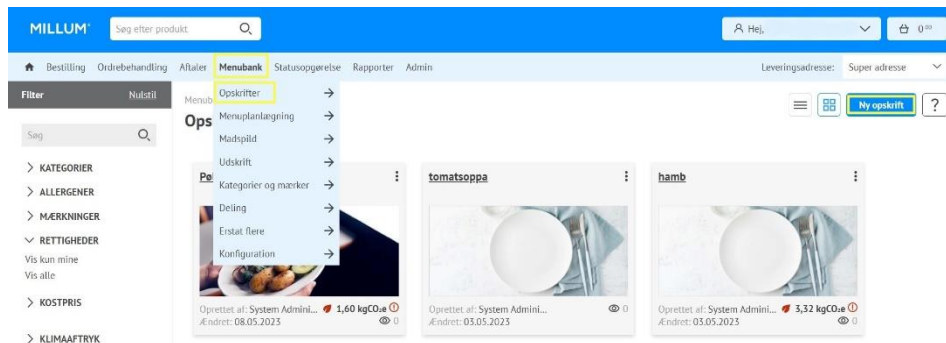 MILLUM
Søg efter produkt
Hej,
0⁰⁰
Bestilling Ordrebehandling Aftaler Menubank Statusopgørelse Rapporter Admin
Leveringsadresse: Super adresse
Filter Nulstil
Søg
> KATEGORIER
> ALLERGENER
> MÆRKNINGER
RETTIGHEDER
Vis kun mine
Vis alle
> KOSTPRIS
> KLIMAAFTRYK
Opskrifter →
Menuplanlægning →
Madspild →
Udskrift →
Kategorier og mærker →
Deling →
Erstat flere →
Konfiguration →
Menub
Ops
Ny opskrift
?
Oprettet af: System Admini... 1,60 kgCO₂e
Ændret: 08.05.2023 0
tomatsoppa
Oprettet af: System Admini... 0
Ændret: 03.05.2023
hamb
Oprettet af: System Admini... 3,32 kgCO₂e
Ændret: 03.05.2023 0